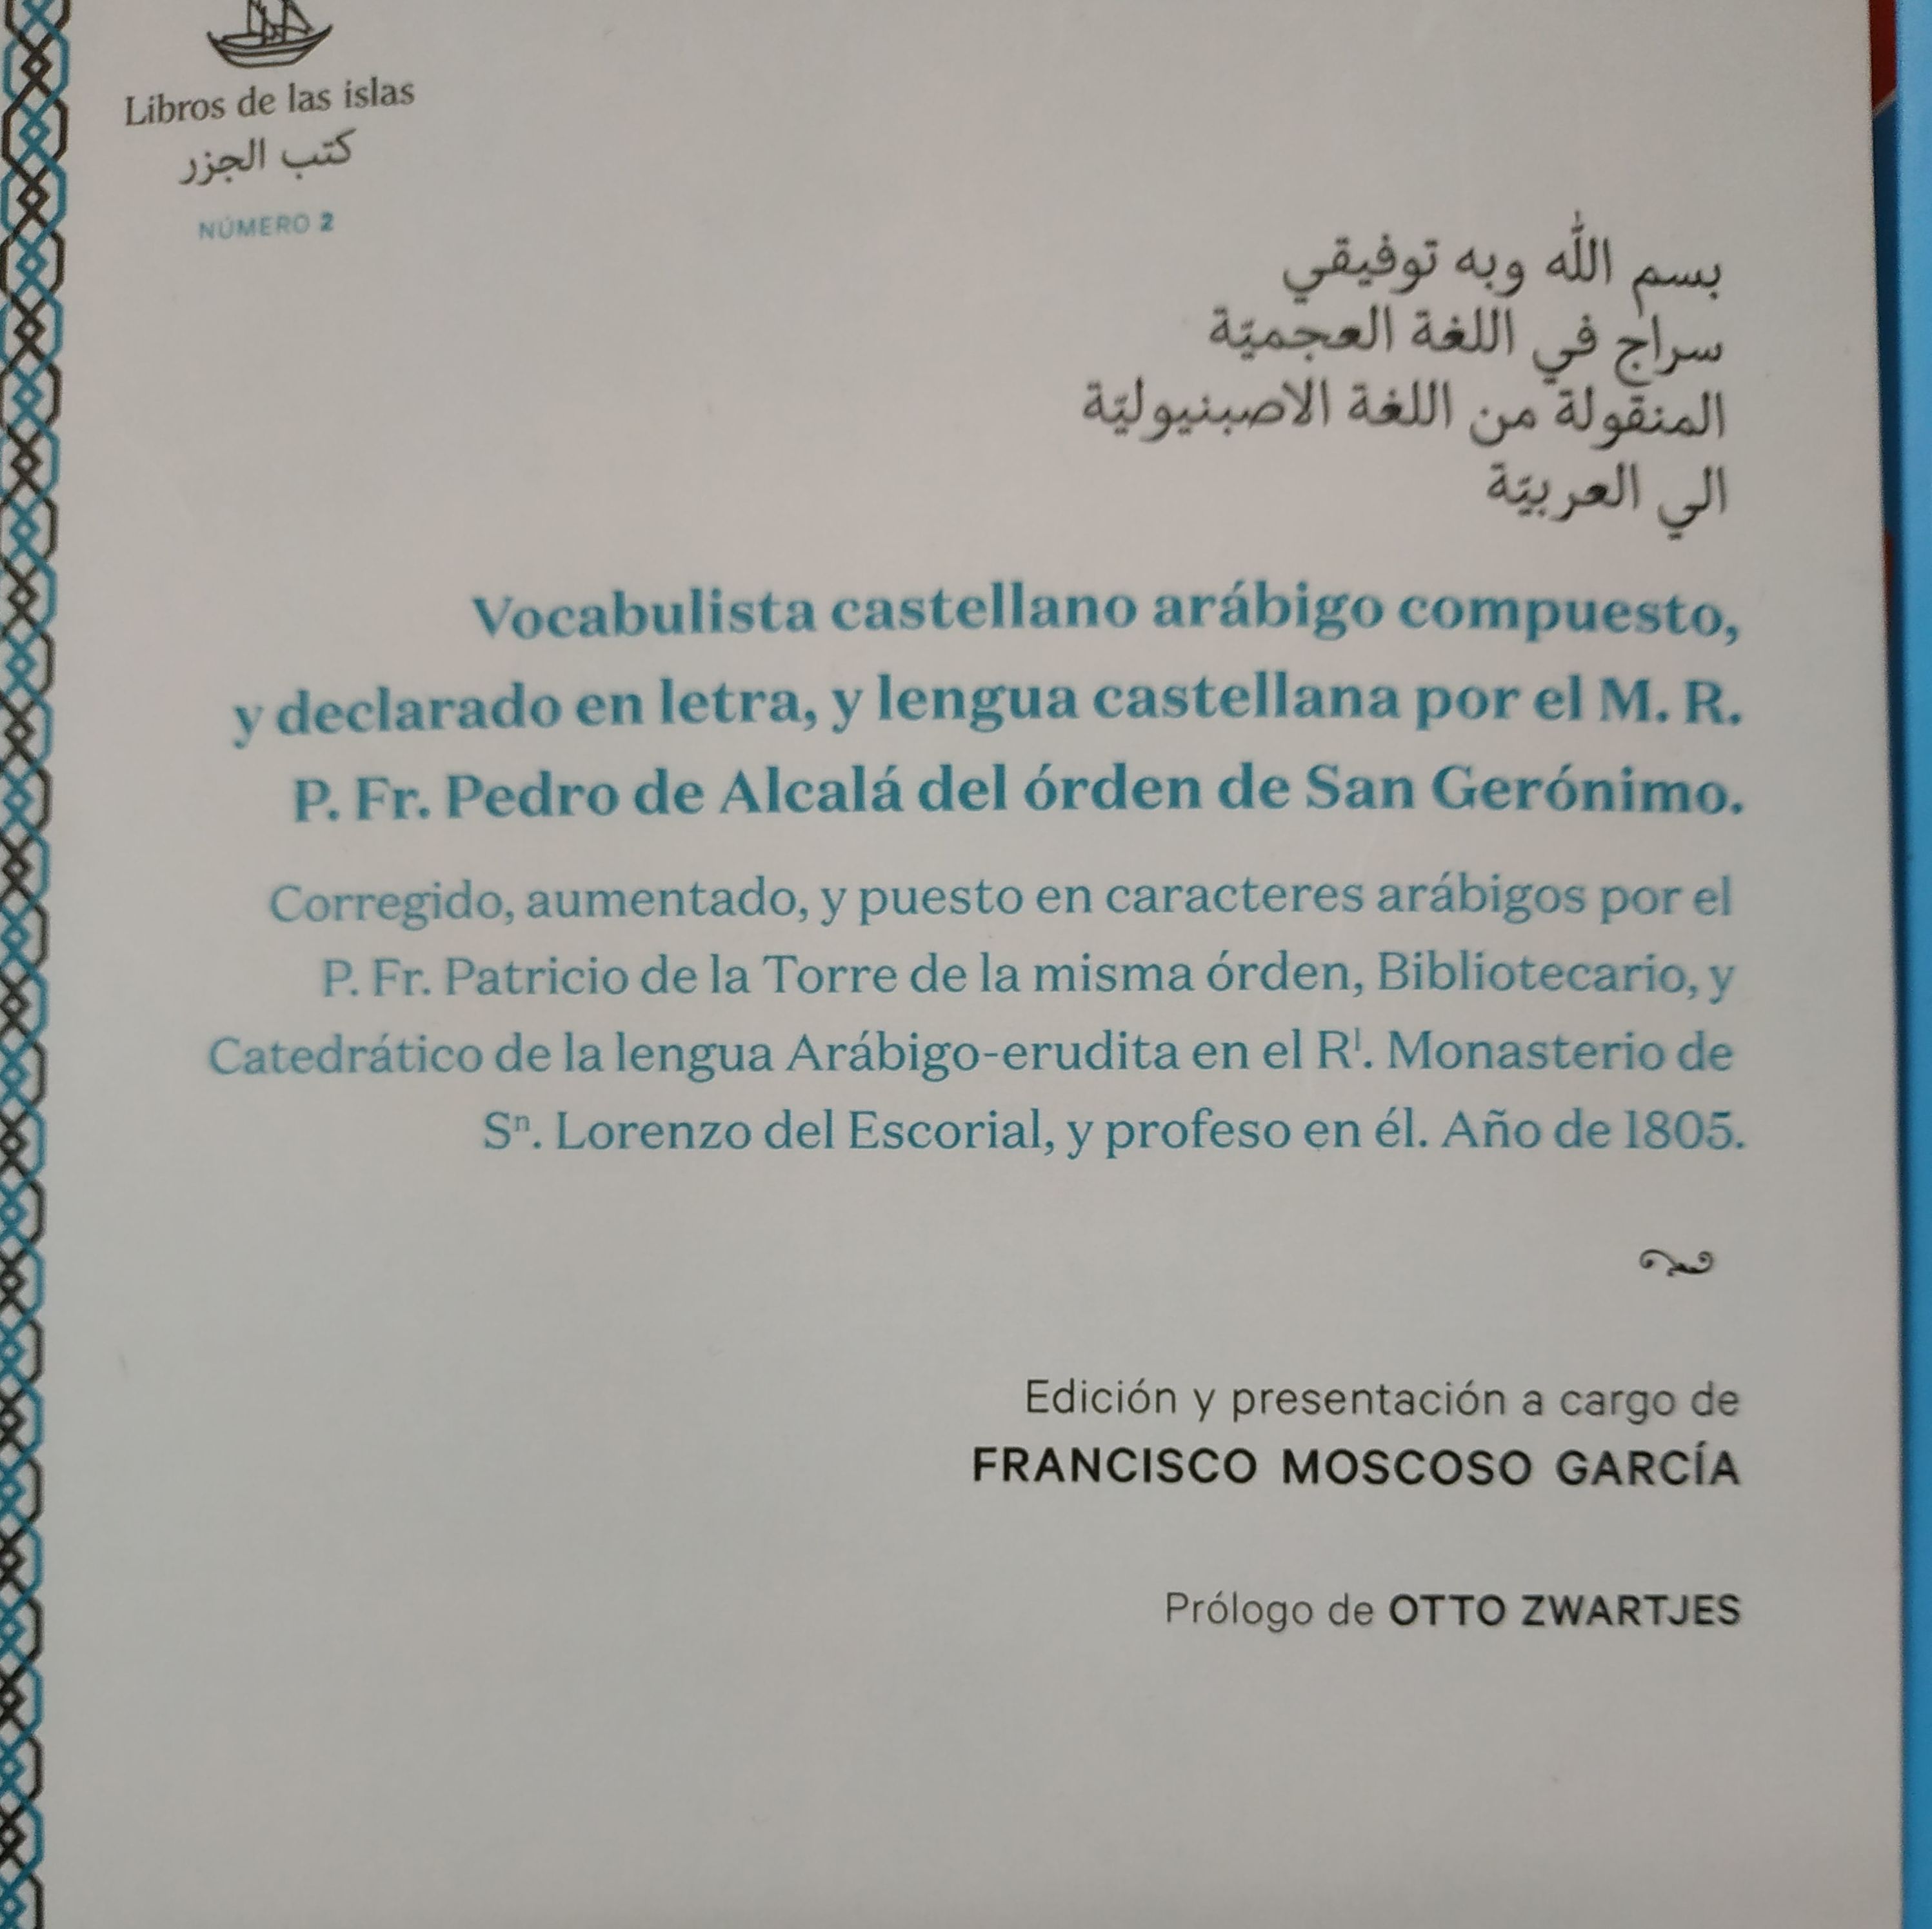 Libros de las islas
كتب الجزر
NÚMERO 2
بسم الله وبه توفيقي
سراج في اللغة العجميّة
المنقولة من اللغة الاصبنيوليّة
الي العربيّة
Vocabulista castellano arábigo compuesto,
y declarado en letra, y lengua castellana por el M. R.
P. Fr. Pedro de Alcalá del órden de San Gerónimo.
Corregido, aumentado, y puesto en caracteres arábigos por el
P. Fr. Patricio de la Torre de la misma órden, Bibliotecario, y
Catedrático de la lengua Arábigo-erudita en el Rˡ. Monasterio de
Sⁿ. Lorenzo del Escorial, y profeso en él. Año de 1805.
Edición y presentación a cargo de
FRANCISCO MOSCOSO GARCÍA
Prólogo de OTTO ZWARTJES